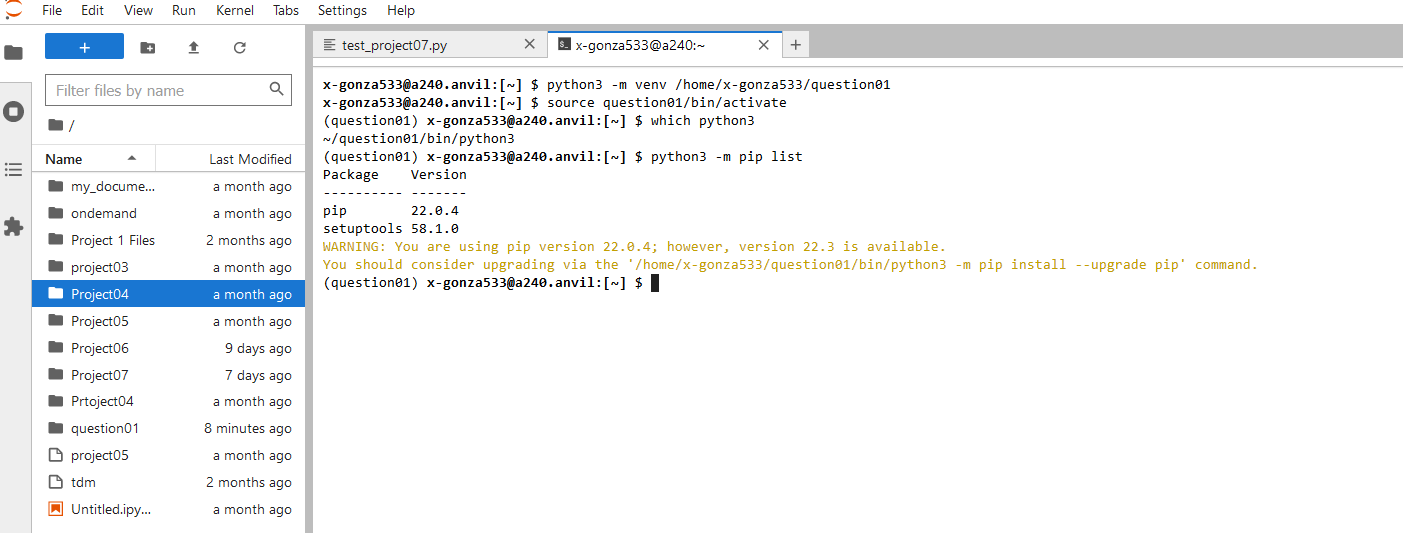 File Edit View Run Kernel Tabs Settings Help
+
Filter files by name
/
Name Last Modified
my_docume... a month ago
ondemand a month ago
Project 1 Files 2 months ago
project03 a month ago
Project04 a month ago
Project05 a month ago
Project06 9 days ago
Project07 7 days ago
Prtoject04 a month ago
question01 8 minutes ago
project05 a month ago
tdm 2 months ago
Untitled.ipy... a month ago
test_project07.py
x-gonza533@a240:~
+
x-gonza533@a240.anvil:[~] $ python3 -m venv /home/x-gonza533/question01
x-gonza533@a240.anvil:[~] $ source question01/bin/activate
(question01) x-gonza533@a240.anvil:[~] $ which python3
~/question01/bin/python3
(question01) x-gonza533@a240.anvil:[~] $ python3 -m pip list
Package    Version
---------- -------
pip        22.0.4
setuptools 58.1.0
WARNING: You are using pip version 22.0.4; however, version 22.3 is available.
You should consider upgrading via the '/home/x-gonza533/question01/bin/python3 -m pip install --upgrade pip' command.
(question01) x-gonza533@a240.anvil:[~] $